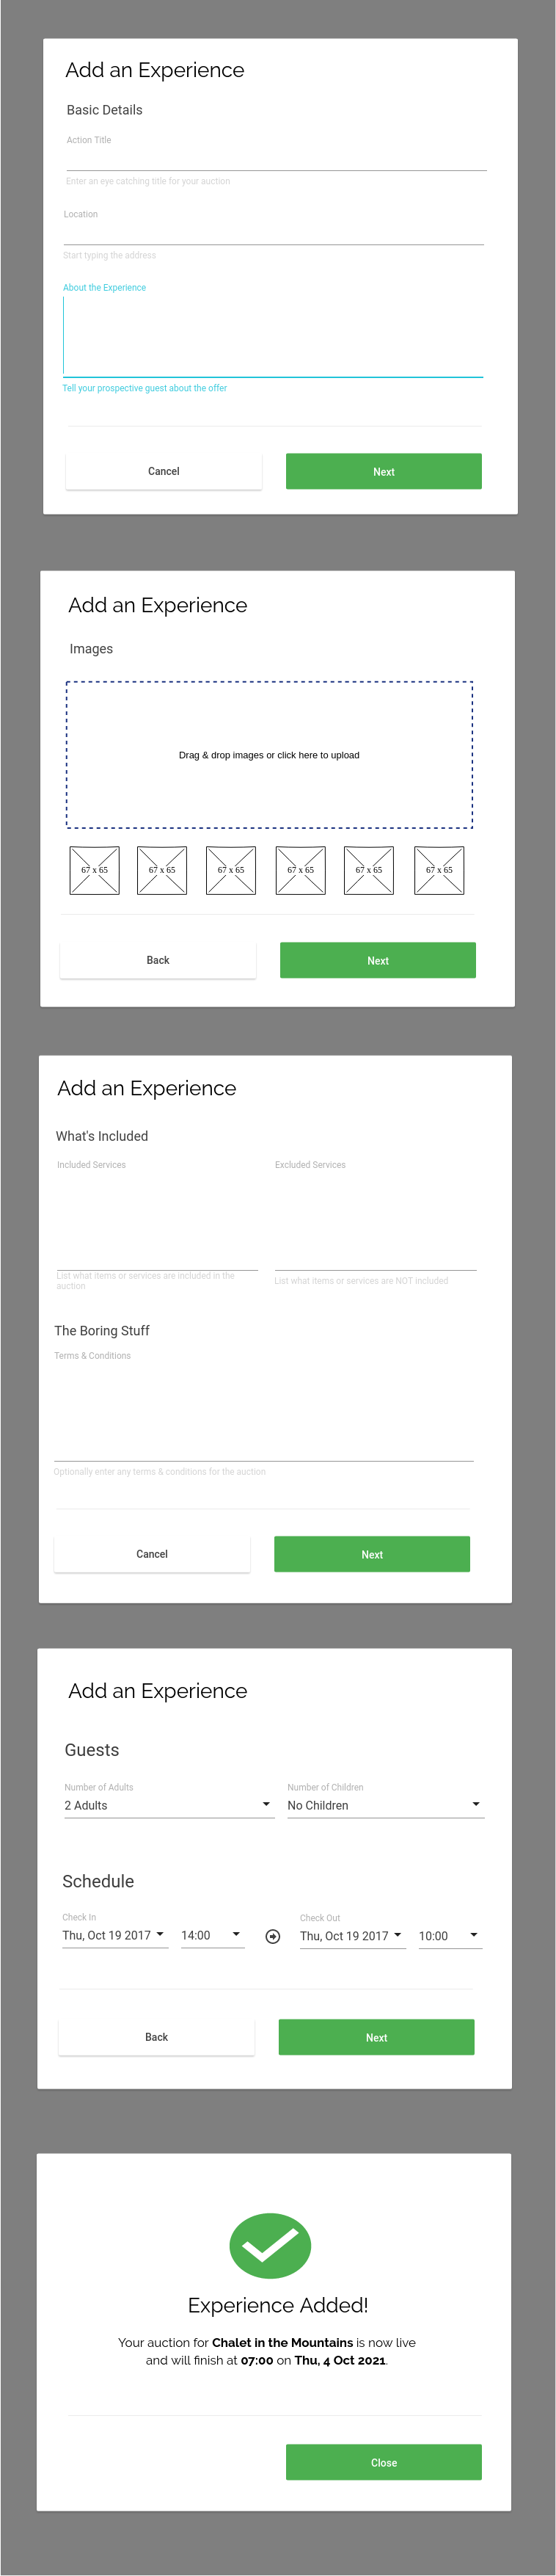 Add an Experience
Basic Details
Action Title
Enter an eye catching title for your auction
Location
Start typing the address
About the Experience
Tell your prospective guest about the offer
Cancel
Next
Add an Experience
Images
Drag & drop images or click here to upload
67 x 65
67 x 65
67 x 65
67 x 65
67 x 65
67 x 65
Back
Next
Add an Experience
What's Included
Included Services
Excluded Services
List what items or services are included in the
auction
List what items or services are NOT included
The Boring Stuff
Terms & Conditions
Optionally enter any terms & conditions for the auction
Cancel
Next
Add an Experience
Guests
Number of Adults
Number of Children
2 Adults
No Children
Schedule
Check In
Check Out
Thu, Oct 19 2017
14:00
Thu, Oct 19 2017
10:00
Back
Next
Experience Added!
Your auction for Chalet in the Mountains is now live
and will finish at 07:00 on Thu, 4 Oct 2021.
Close